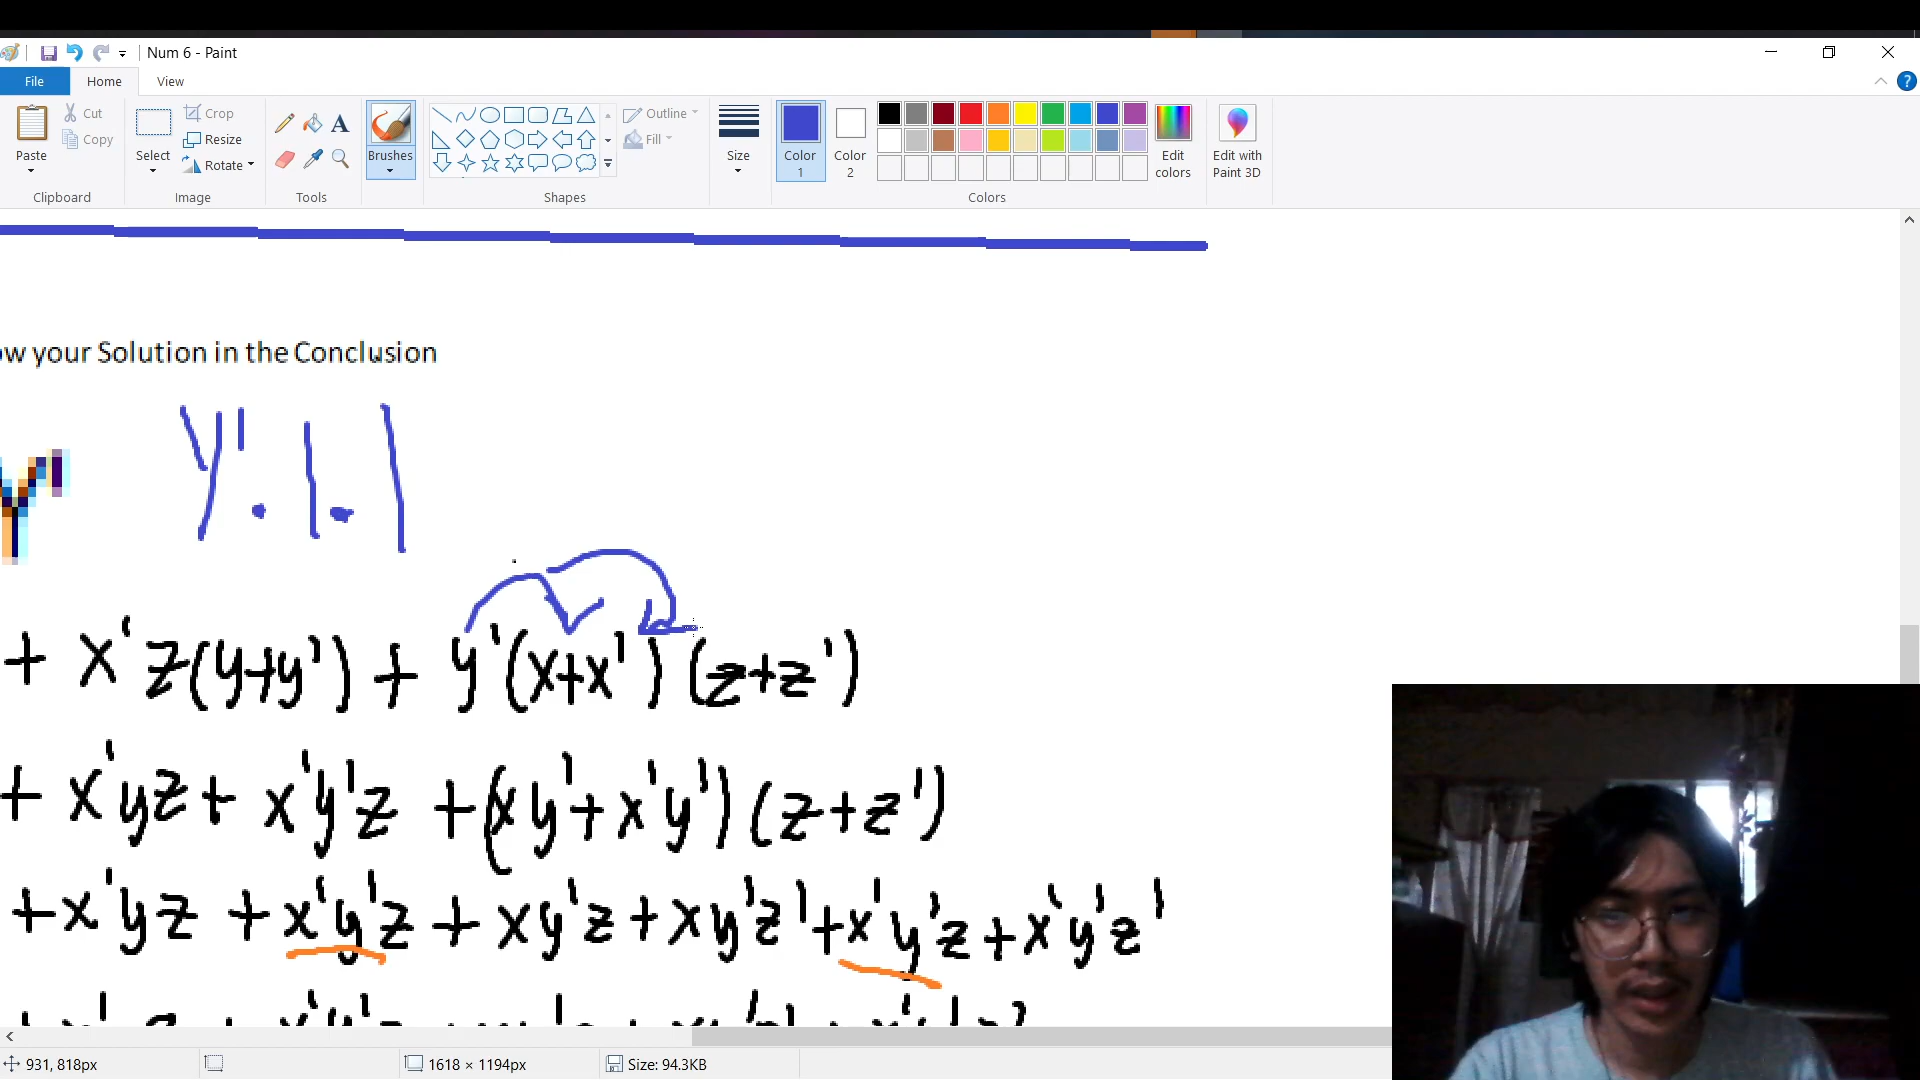 Num 6 - Paint
File Home View
Paste
Cut
Copy
Clipboard
Select
Crop
Resize
Rotate
Image
Tools
Brushes
Shapes
Outline
Fill
Size
Color 1
Color 2
Colors
Edit colors
Edit with Paint 3D
ow your Solution in the Conclusion
Y' Y'.1.1
+ x'z(y+y') + y'(x+x')(z+z')
+ x'yz + x'y'z + (xy'+x'y')(z+z')
+x'yz +x'y'z + xy'z + xy'z' +x'y'z +x'y'z'
931, 818px
1618 × 1194px
Size: 94.3KB